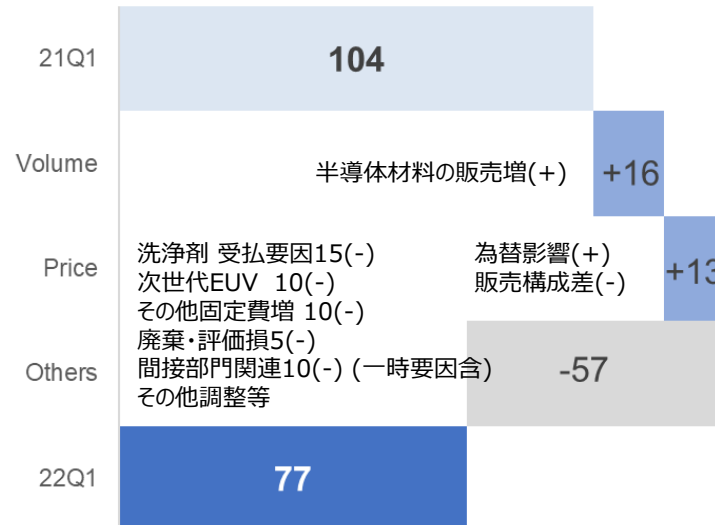 21Q1
104
Volume
半導体材料の販売増(+)
+16
Price
為替影響(+)
販売構成差(-)
+13
Others
洗浄剤 受払要因15(-)
次世代EUV 10(-)
その他固定費増 10(-)
廃棄・評価損5(-)
間接部門関連10(-) (一時要因含)
その他調整等
-57
22Q1
77